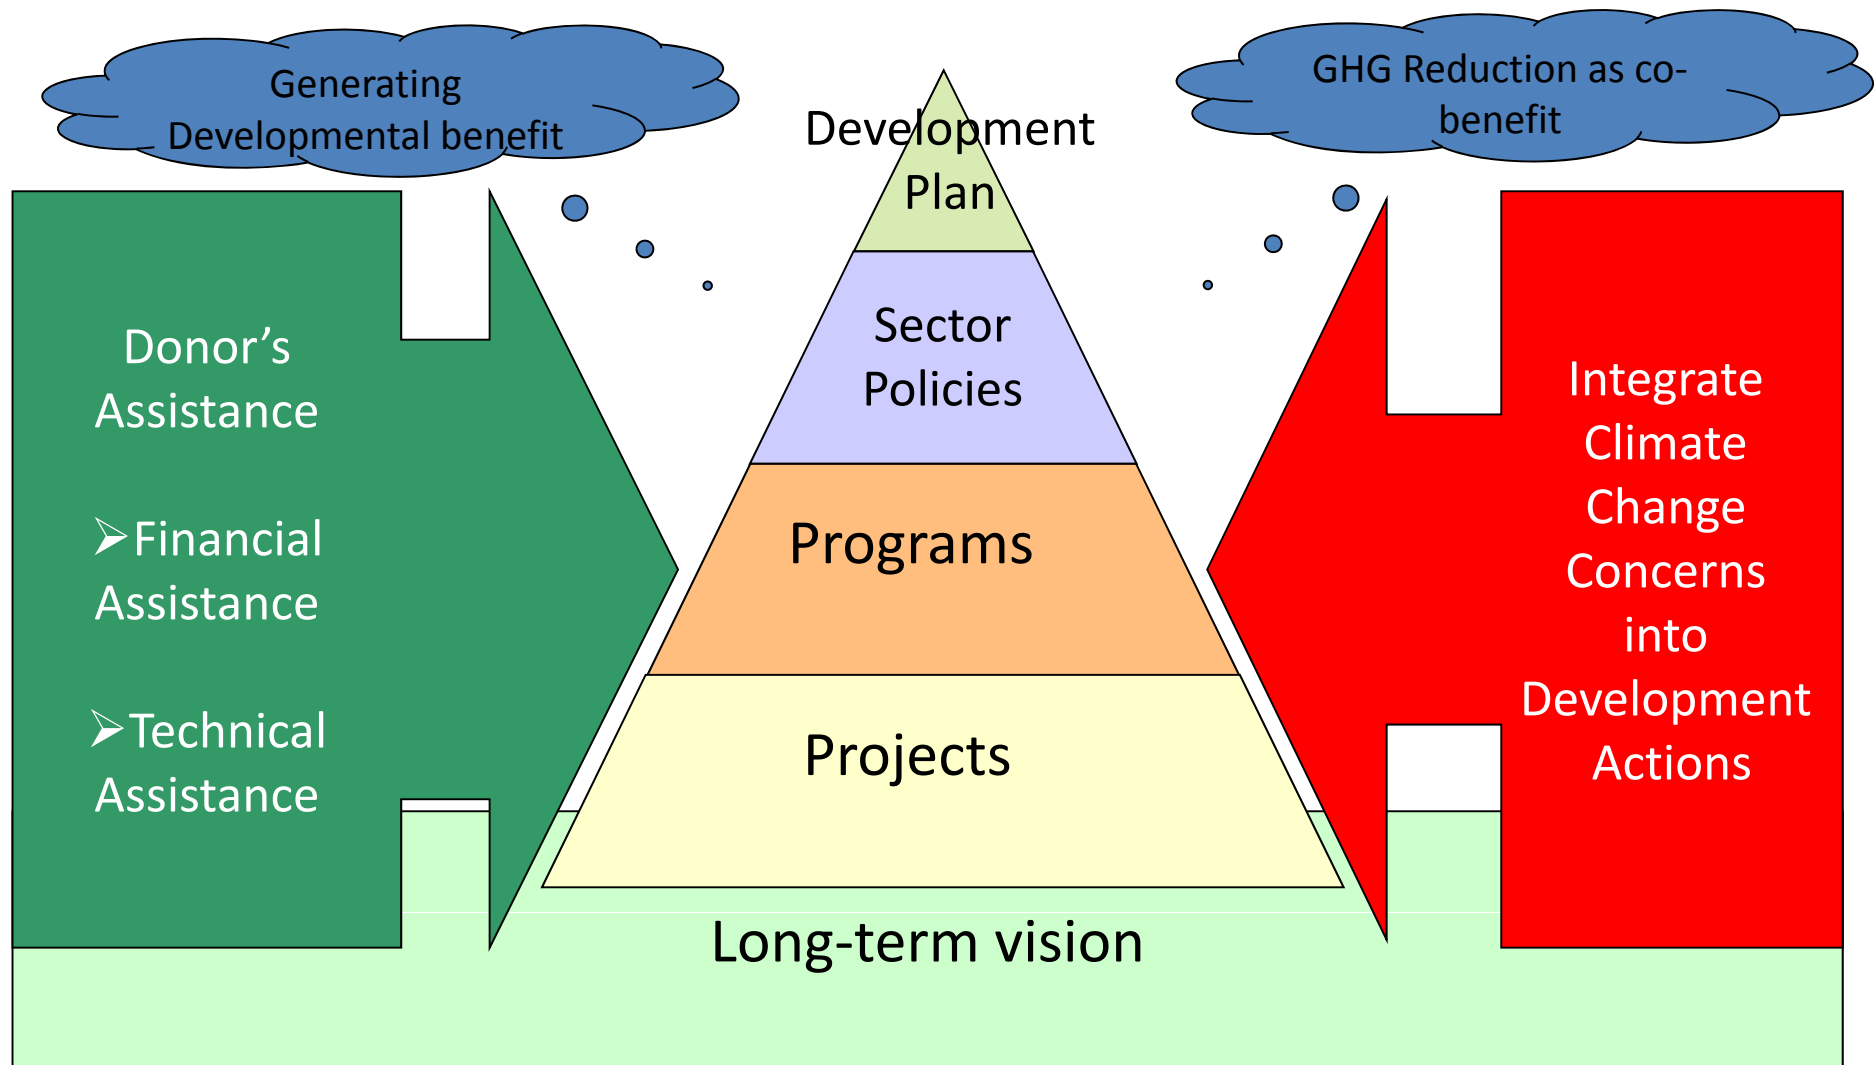 Generating
Developmental benefit
GHG Reduction as co-
benefit
Development
Plan
Sector
Policies
Programs
Projects
Donor’s
Assistance
➢Financial
Assistance
➢Technical
Assistance
Integrate
Climate
Change
Concerns
into
Development
Actions
Long-term vision